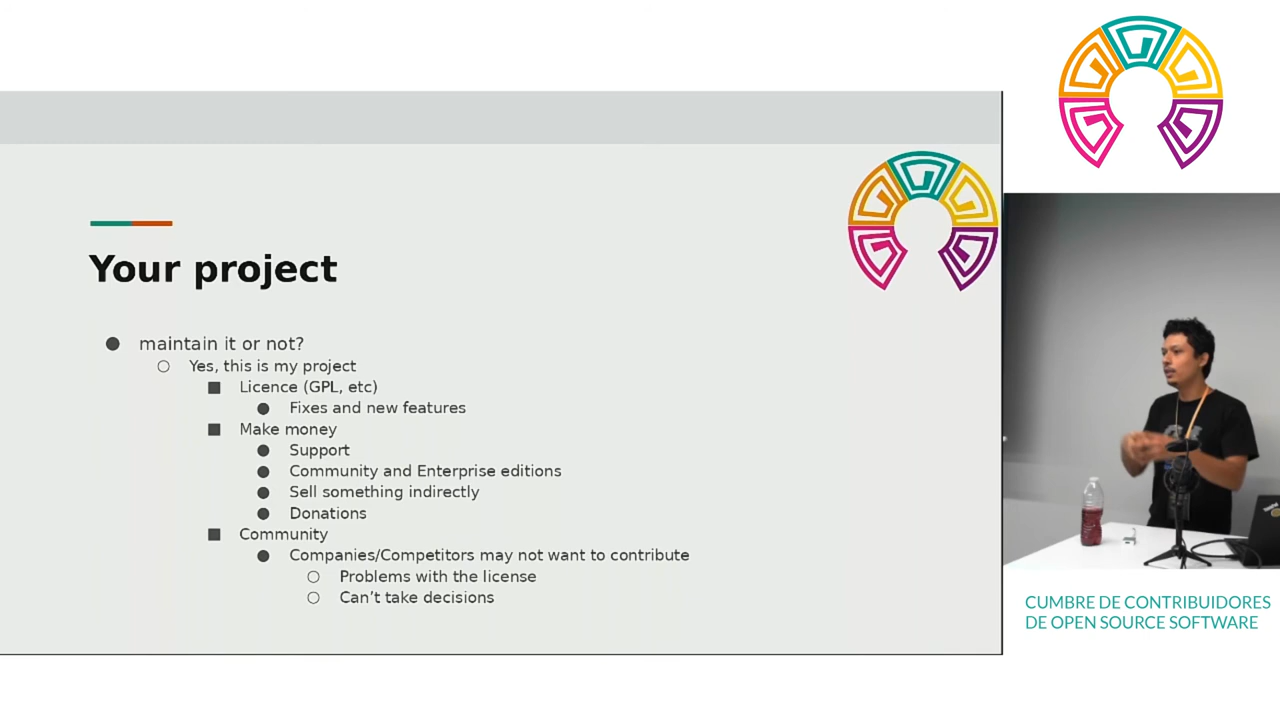 Your project
● maintain it or not?
○ Yes, this is my project
■ Licence (GPL, etc)
● Fixes and new features
■ Make money
● Support
● Community and Enterprise editions
● Sell something indirectly
● Donations
■ Community
● Companies/Competitors may not want to contribute
○ Problems with the license
○ Can’t take decisions
CUMBRE DE CONTRIBUIDORES
DE OPEN SOURCE SOFTWARE